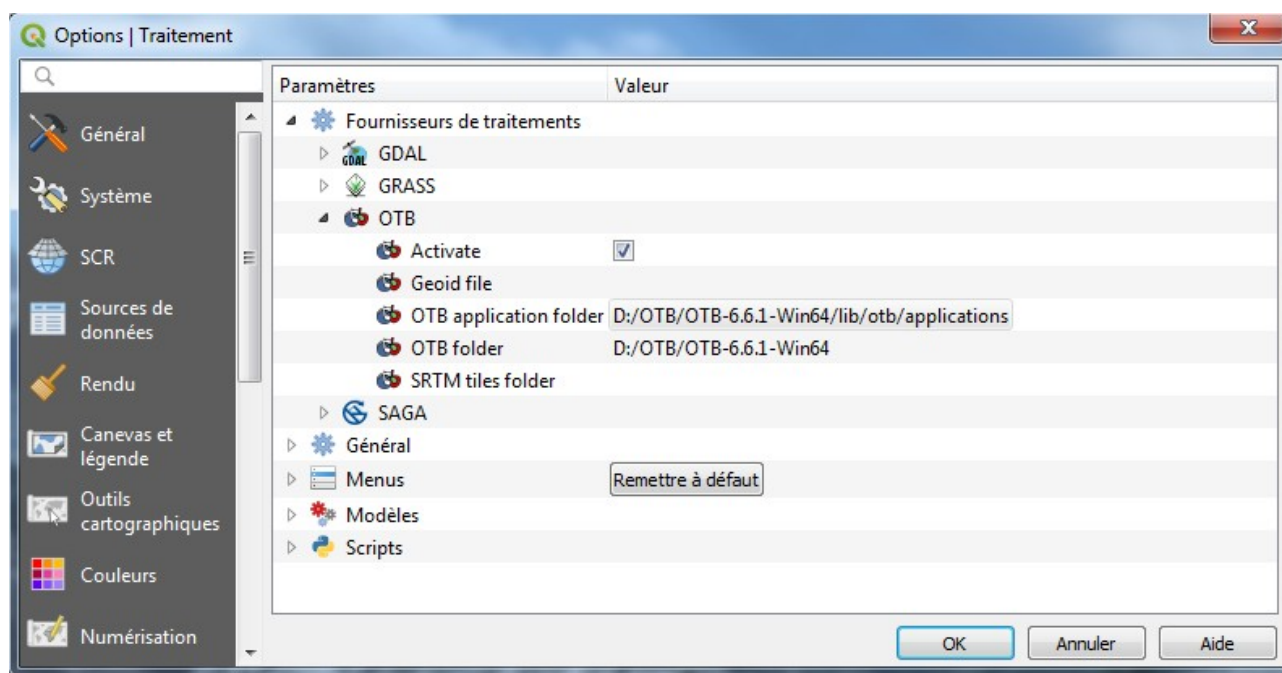 Options | Traitement
Général
Système
SCR
Sources de
données
Rendu
Canevas et
légende
Outils
cartographiques
Couleurs
Numérisation
Paramètres Valeur
Fournisseurs de traitements
GDAL GDAL
GRASS
OTB
Activate
Geoid file
OTB application folder D:/OTB/OTB-6.6.1-Win64/lib/otb/applications
OTB folder D:/OTB/OTB-6.6.1-Win64
SRTM tiles folder
SAGA
Général
Menus Remettre à défaut
Modèles
Scripts
OK Annuler Aide